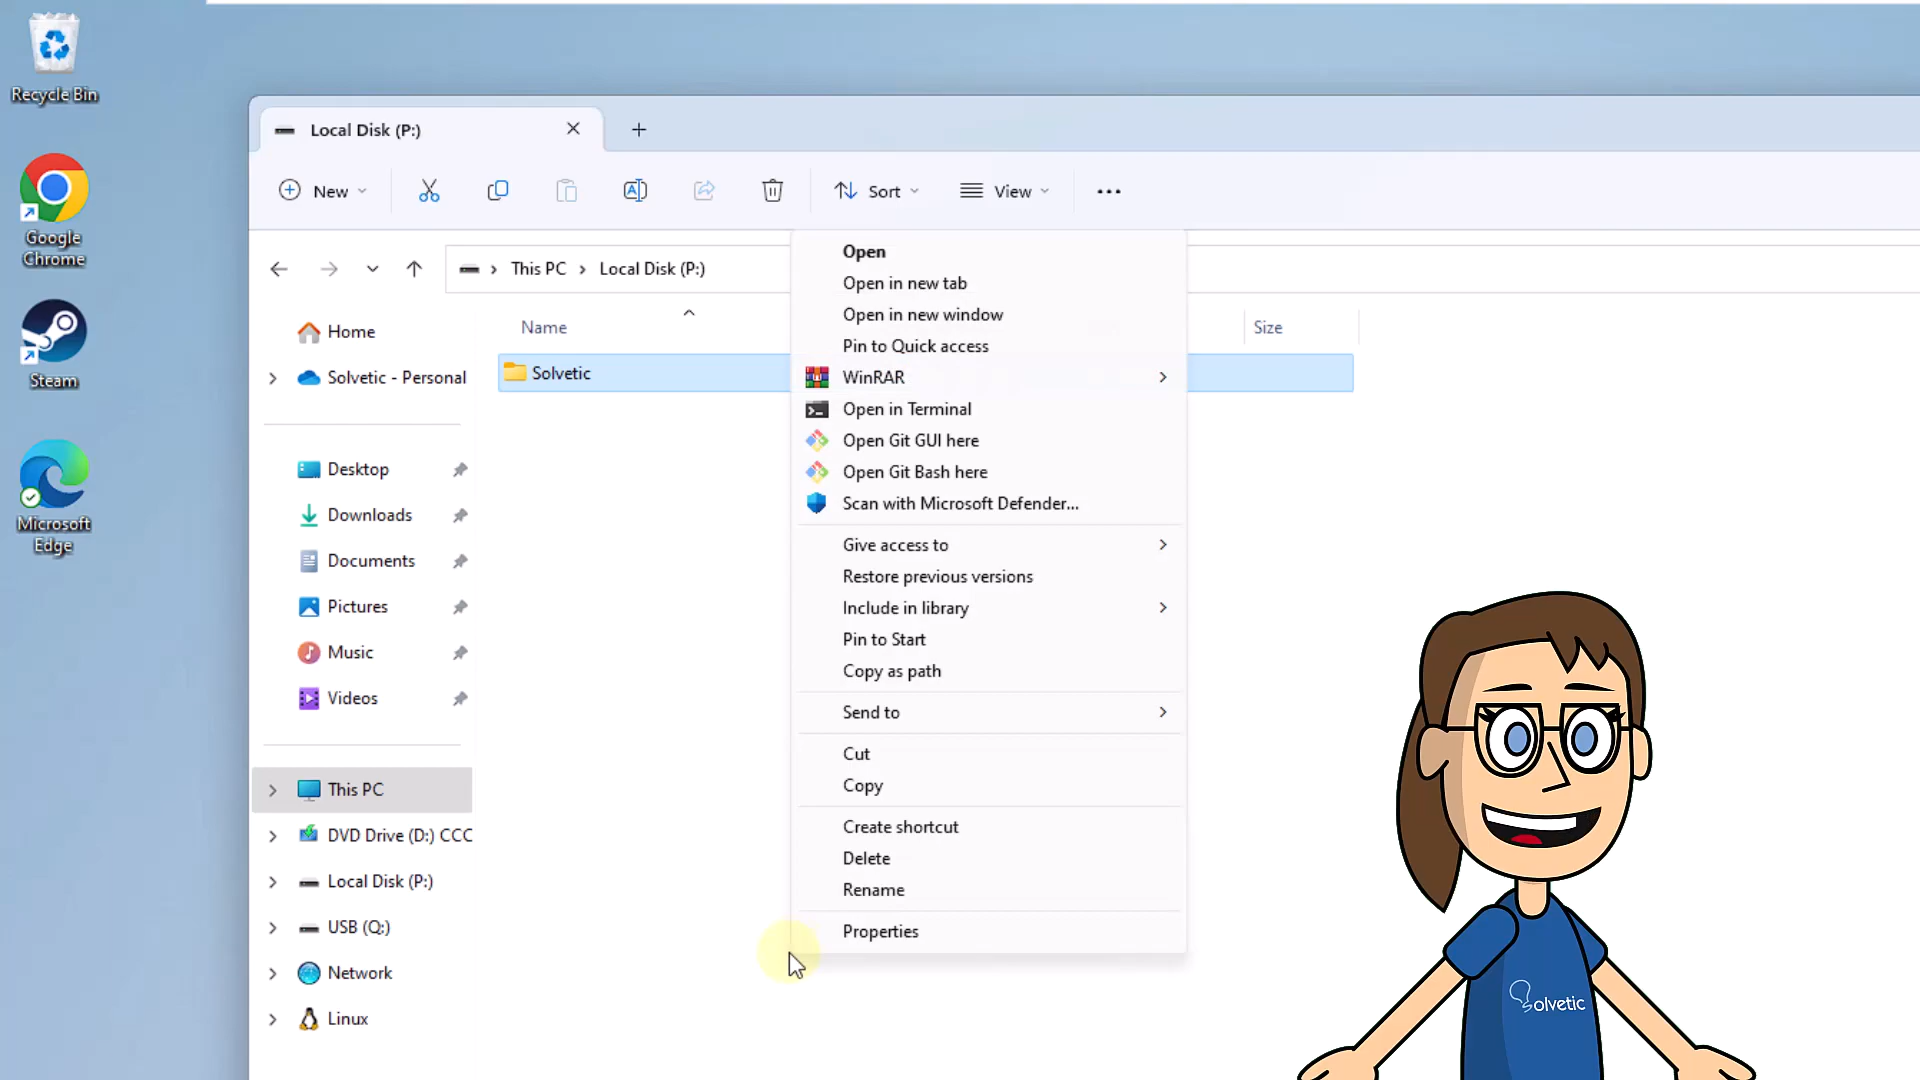 Recycle Bin
Google
Chrome
Steam
Microsoft
Edge
Local Disk (P:)
New
Sort
View
This PC
Local Disk (P:)
Name
Size
Home
Solvetic - Personal
Desktop
Downloads
Documents
Pictures
Music
Videos
This PC
DVD Drive (D:) CCC
Local Disk (P:)
USB (Q:)
Network
Linux
Solvetic
Open
Open in new tab
Open in new window
Pin to Quick access
WinRAR
Open in Terminal
Open Git GUI here
Open Git Bash here
Scan with Microsoft Defender...
Give access to
Restore previous versions
Include in library
Pin to Start
Copy as path
Send to
Cut
Copy
Create shortcut
Delete
Rename
Properties
Solvetic